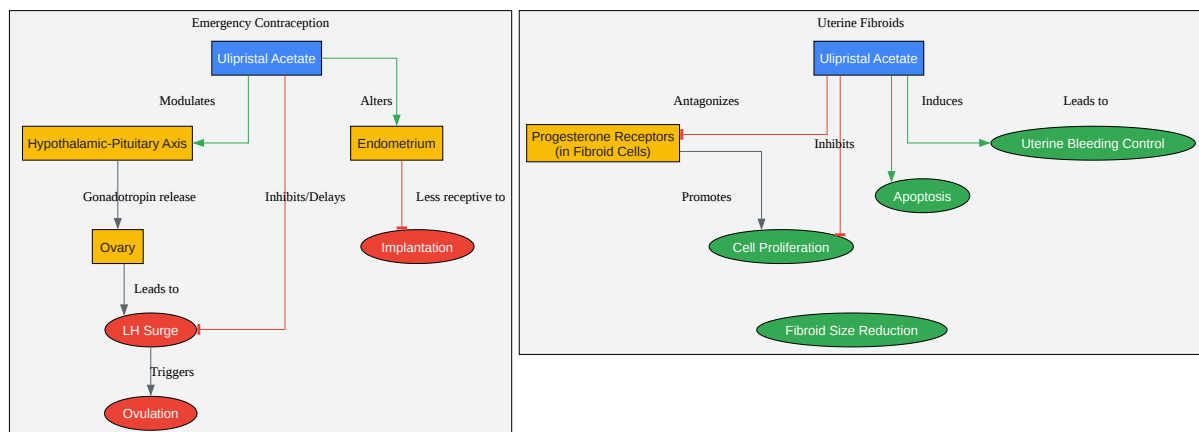 Emergency Contraception
Ulipristal Acetate
Modulates
Alters
Hypothalamic-Pituitary Axis
Endometrium
Gonadotropin release
Inhibits/Delays
Less receptive to
Ovary
Implantation
Leads to
LH Surge
Triggers
Ovulation
Uterine Fibroids
Ulipristal Acetate
Antagonizes
Induces
Leads to
Progesterone Receptors
(in Fibroid Cells)
Inhibits
Uterine Bleeding Control
Promotes
Apoptosis
Cell Proliferation
Fibroid Size Reduction